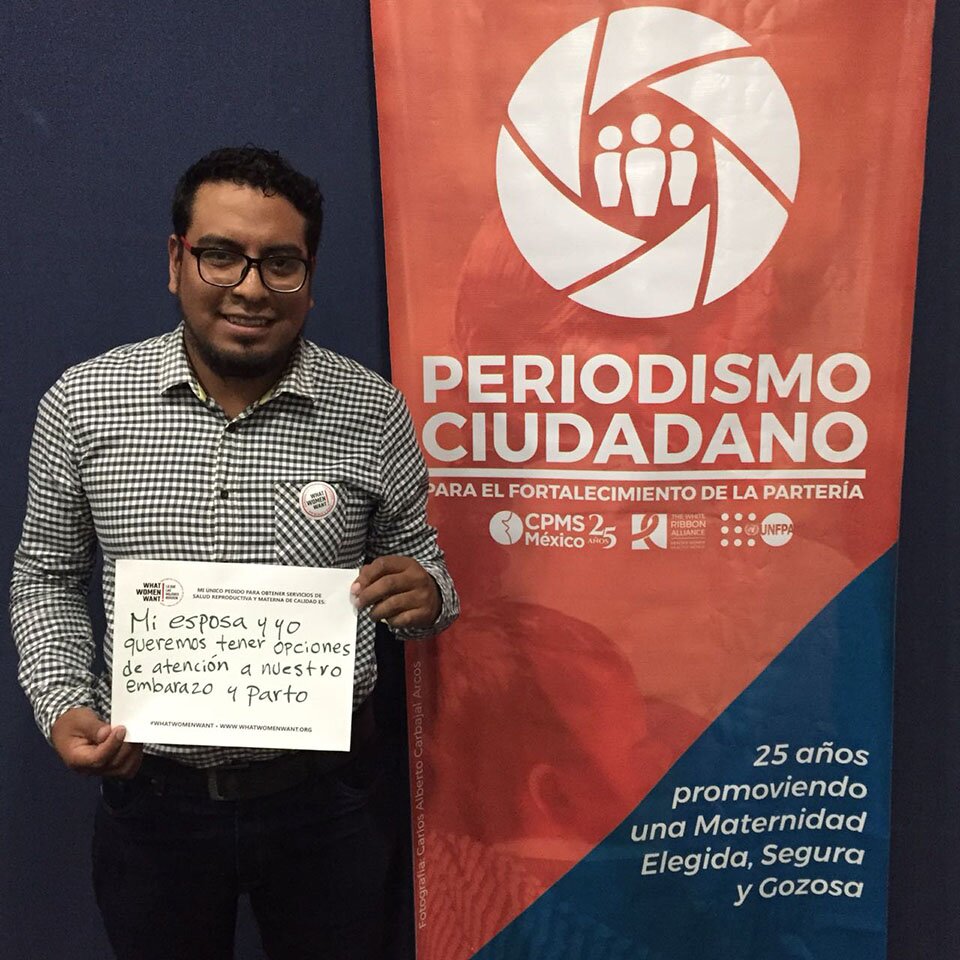 PERIODISMO
CIUDADANO
PARA EL FORTALECIMIENTO DE LA PARTERÍA
CPMS
México
25
AÑOS
THE WHITE
RIBBON
ALLIANCE
UNFPA
25 años
promoviendo
una Maternidad
Elegida, Segura
y Gozosa
Fotografía: Carlos Alberto Carbajal Arcos
WHAT
WOMEN
WANT
WHAT
WOMEN
WANT
MI ÚNICO PEDIDO PARA OBTENER SERVICIOS DE
SALUD REPRODUCTIVA Y MATERNA DE CALIDAD ES:
Mi esposa y yo
queremos tener opciones
de atención a nuestro
embarazo y parto
#WHATWOMENWANT • WWW.WHATWOMENWANT.ORG